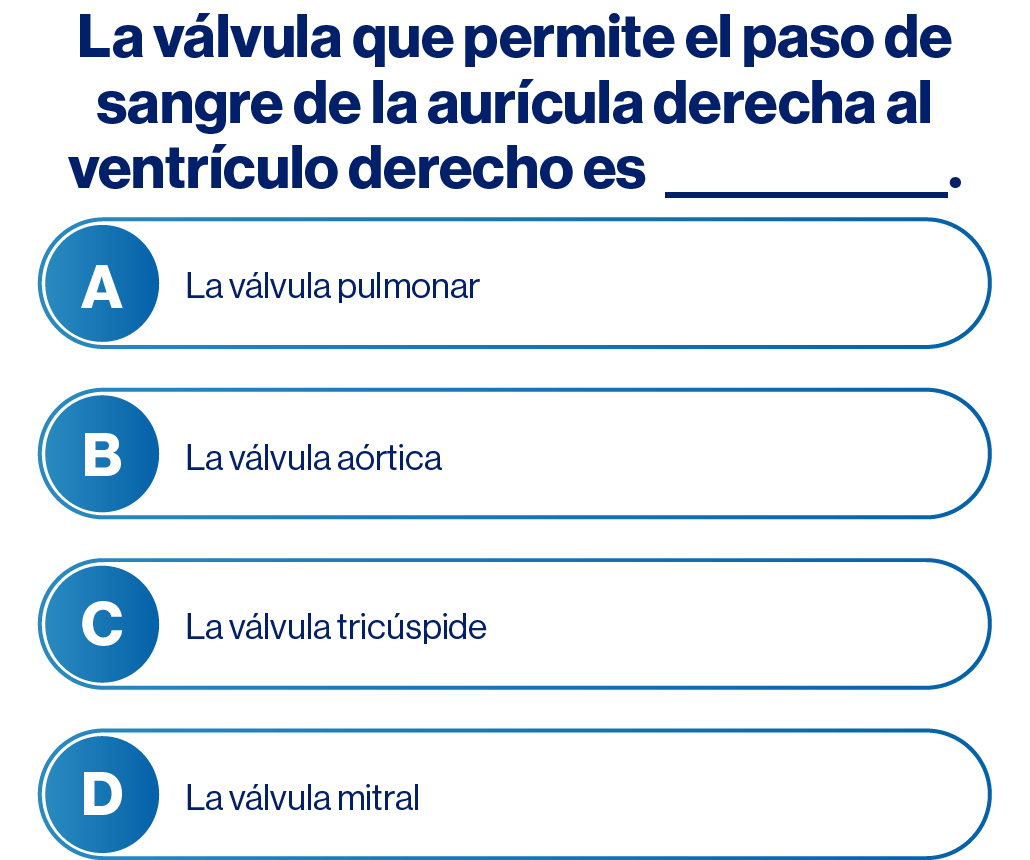 La válvula que permite el paso de
sangre de la aurícula derecha al
ventrículo derecho es __________.
A La válvula pulmonar
B La válvula aórtica
C La válvula tricúspide
D La válvula mitral